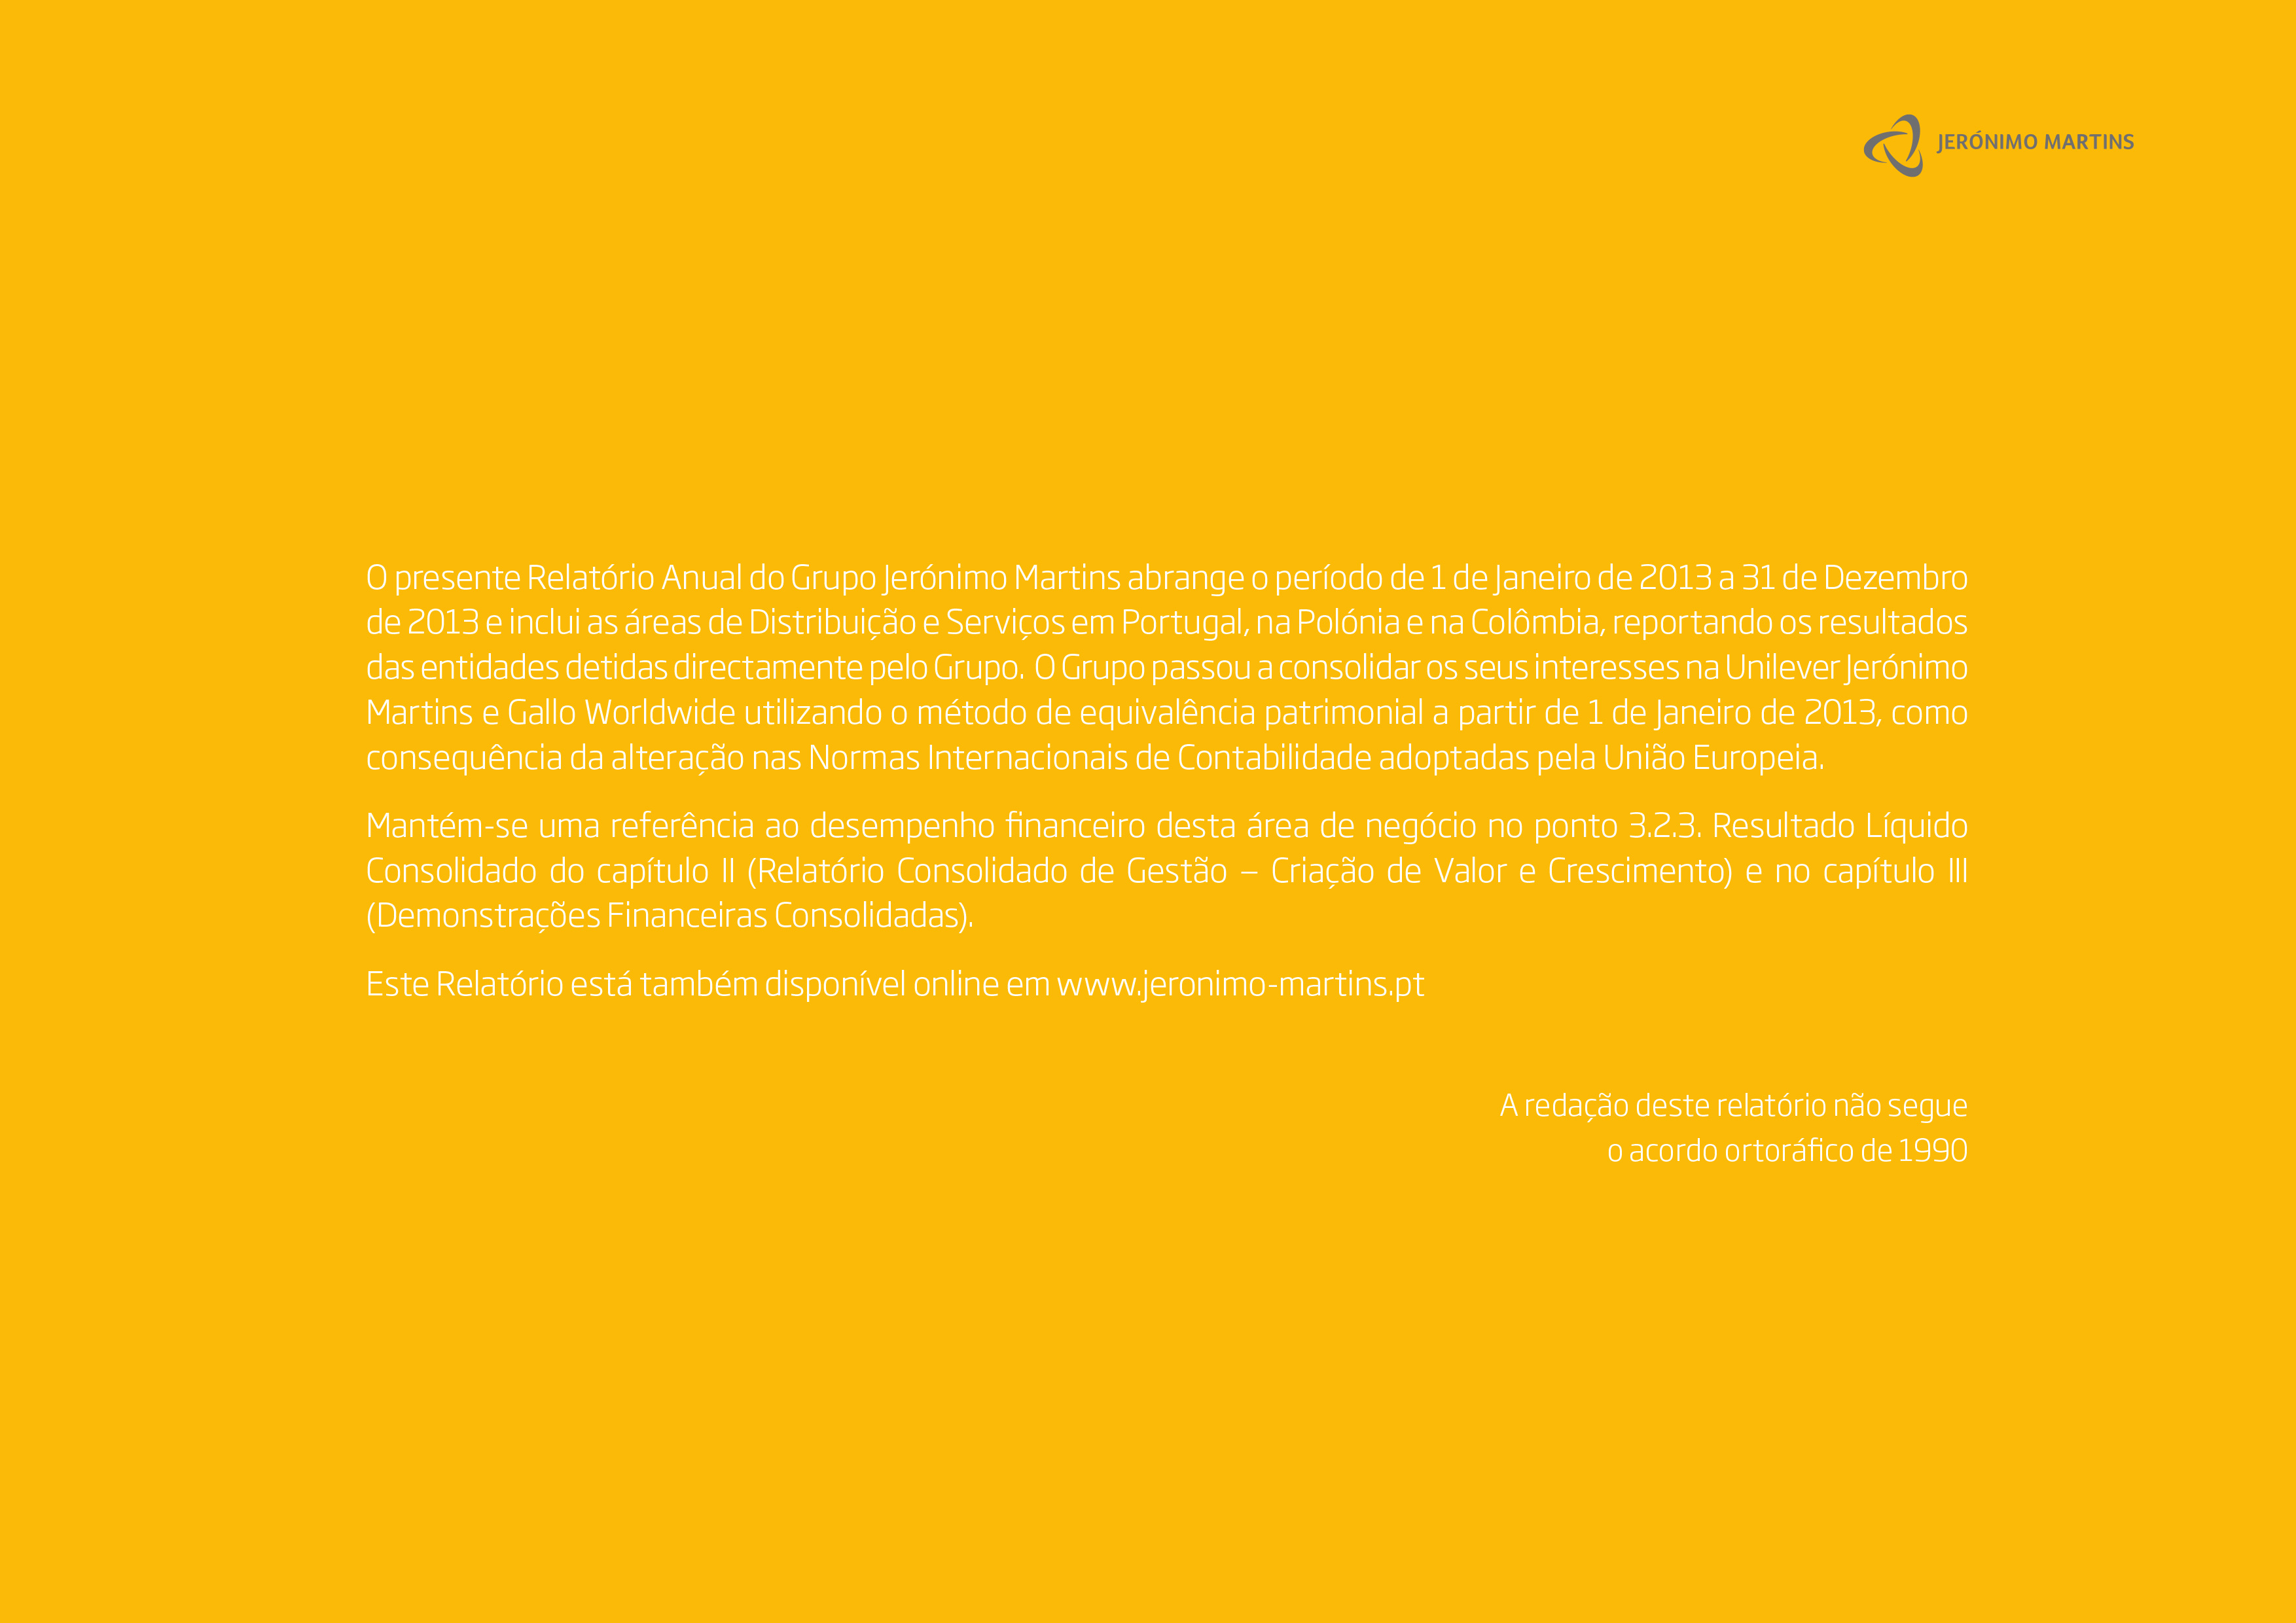 JERÓNIMO MARTINS
O presente Relatório Anual do Grupo Jerónimo Martins abrange o período de 1 de Janeiro de 2013 a 31 de Dezembro
de 2013 e inclui as áreas de Distribuição e Serviços em Portugal, na Polónia e na Colômbia, reportando os resultados
das entidades detidas directamente pelo Grupo. O Grupo passou a consolidar os seus interesses na Unilever Jerónimo
Martins e Gallo Worldwide utilizando o método de equivalência patrimonial a partir de 1 de Janeiro de 2013, como
consequência da alteração nas Normas Internacionais de Contabilidade adoptadas pela União Europeia.
Mantém-se uma referência ao desempenho financeiro desta área de negócio no ponto 3.2.3. Resultado Líquido
Consolidado do capítulo II (Relatório Consolidado de Gestão – Criação de Valor e Crescimento) e no capítulo III
(Demonstrações Financeiras Consolidadas).
Este Relatório está também disponível online em www.jeronimo-martins.pt
A redação deste relatório não segue
o acordo ortoráfico de 1990